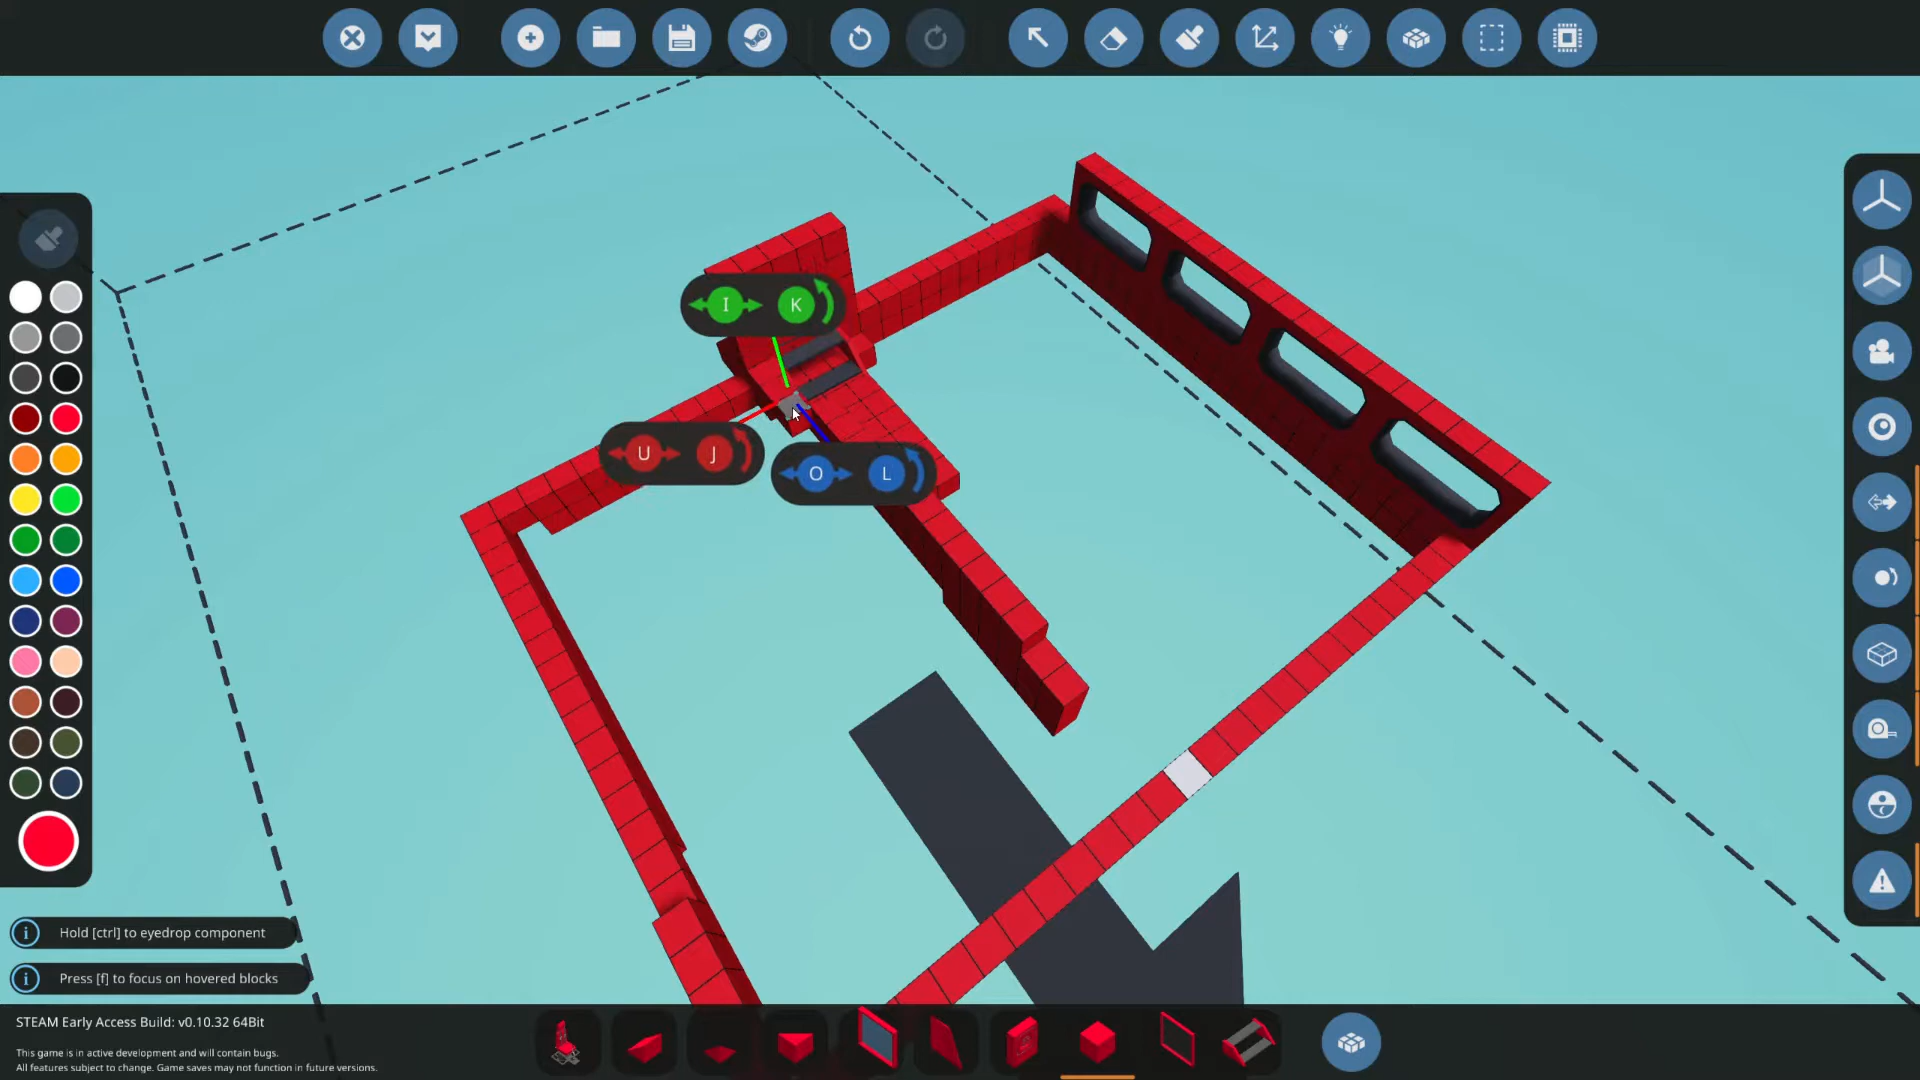 I K
U J
O L
Hold [ctrl] to eyedrop component
Press [f] to focus on hovered blocks
STEAM Early Access Build: v0.10.32 64Bit
This game is in active development and will contain bugs.
All features subject to change. Game saves may not function in future versions.